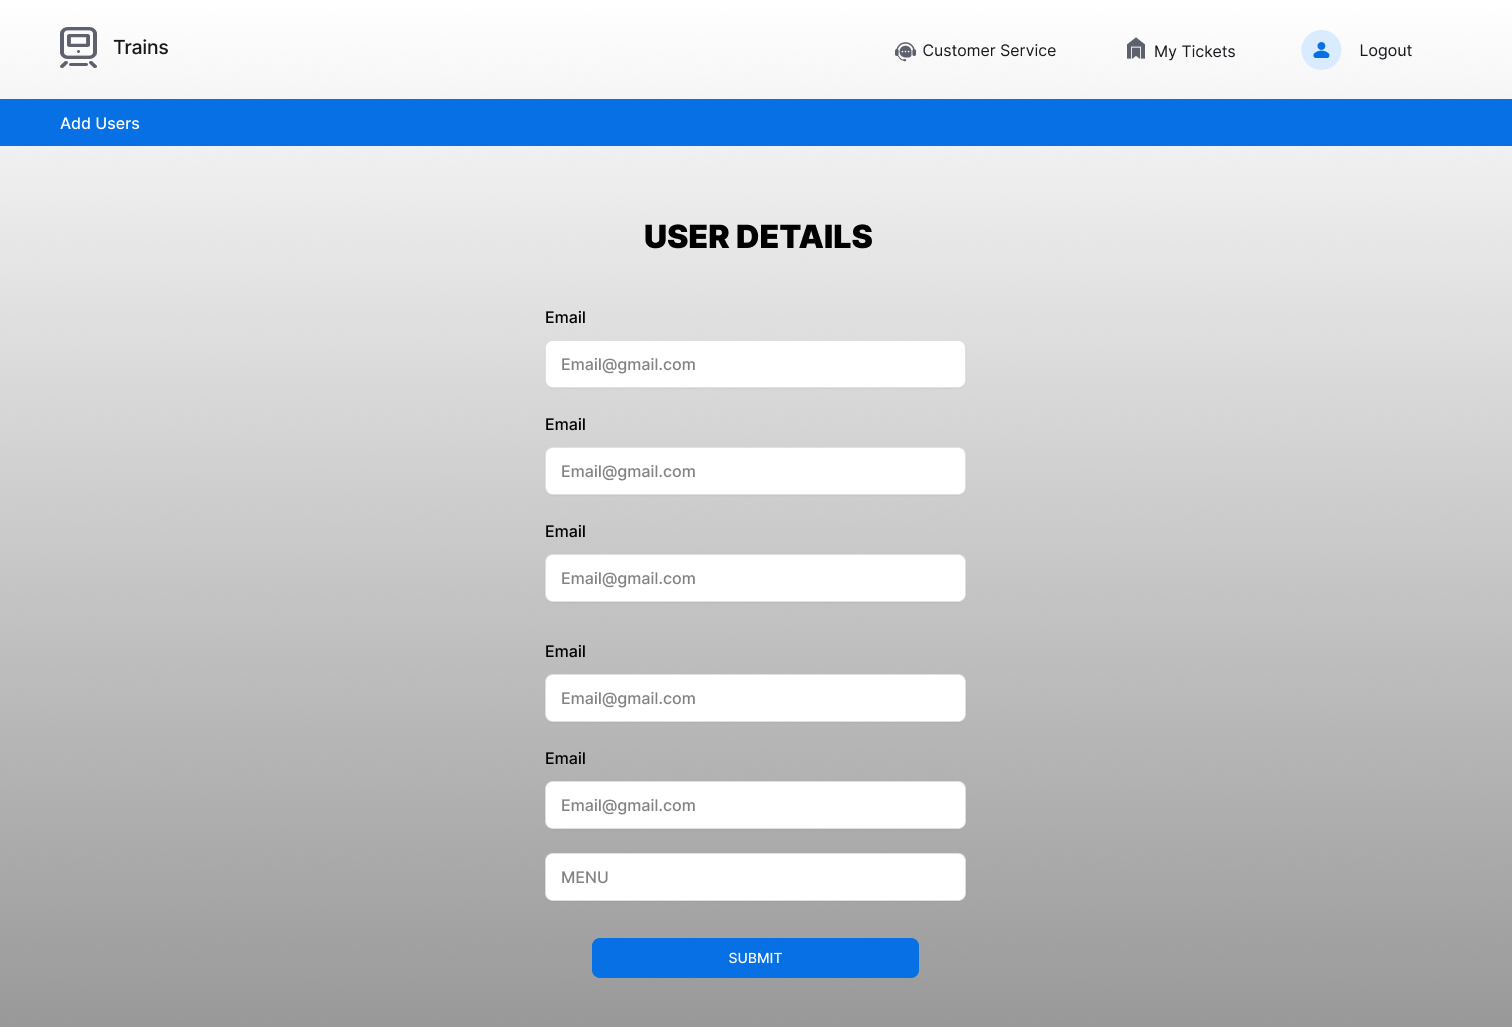 Trains
Customer Service
My Tickets
Logout
Add Users
USER DETAILS
Email
Email@gmail.com
Email
Email@gmail.com
Email
Email@gmail.com
Email
Email@gmail.com
Email
Email@gmail.com
MENU
SUBMIT